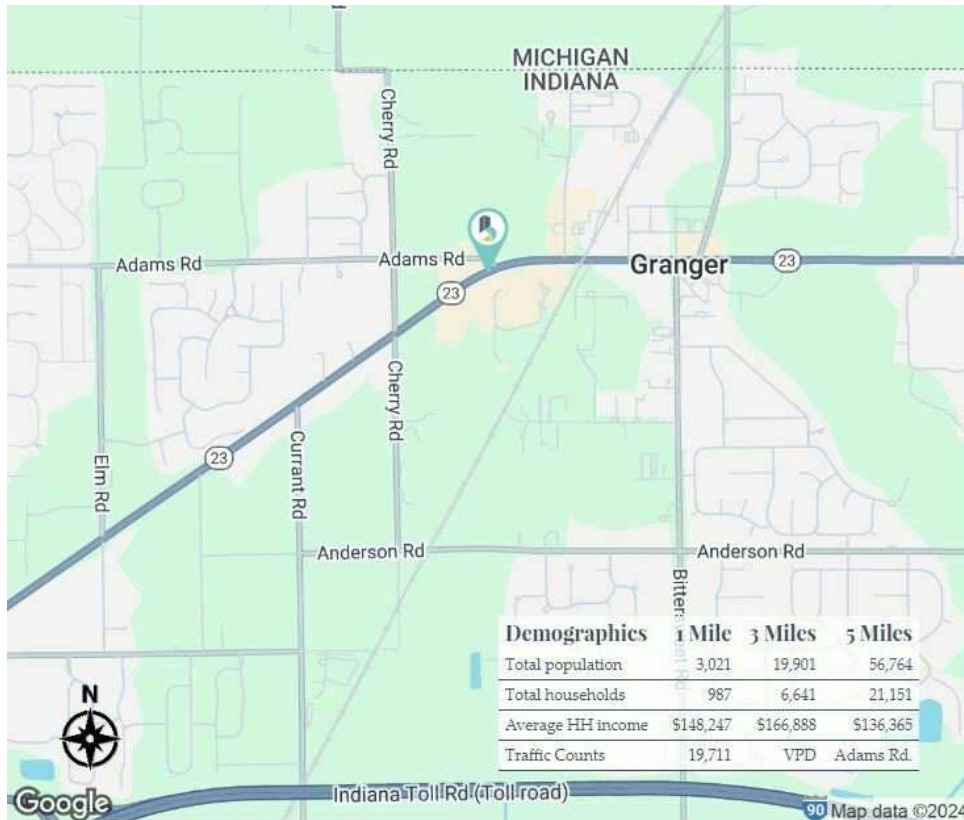 MICHIGAN
INDIANA
Cherry Rd
Adams Rd
Adams Rd
Granger
23
23
Cherry Rd
23
Elm Rd
Currant Rd
Anderson Rd
Anderson Rd
Demographics 1 Mile 3 Miles 5 Miles
Total population 3,021 19,901 56,764
Total households 987 6,641 21,151
Average HH income $148,247 $166,888 $136,365
Traffic Counts 19,711 VPD Adams Rd.
N
Indiana Toll Rd (Toll road)
90
Google
Map data ©2024